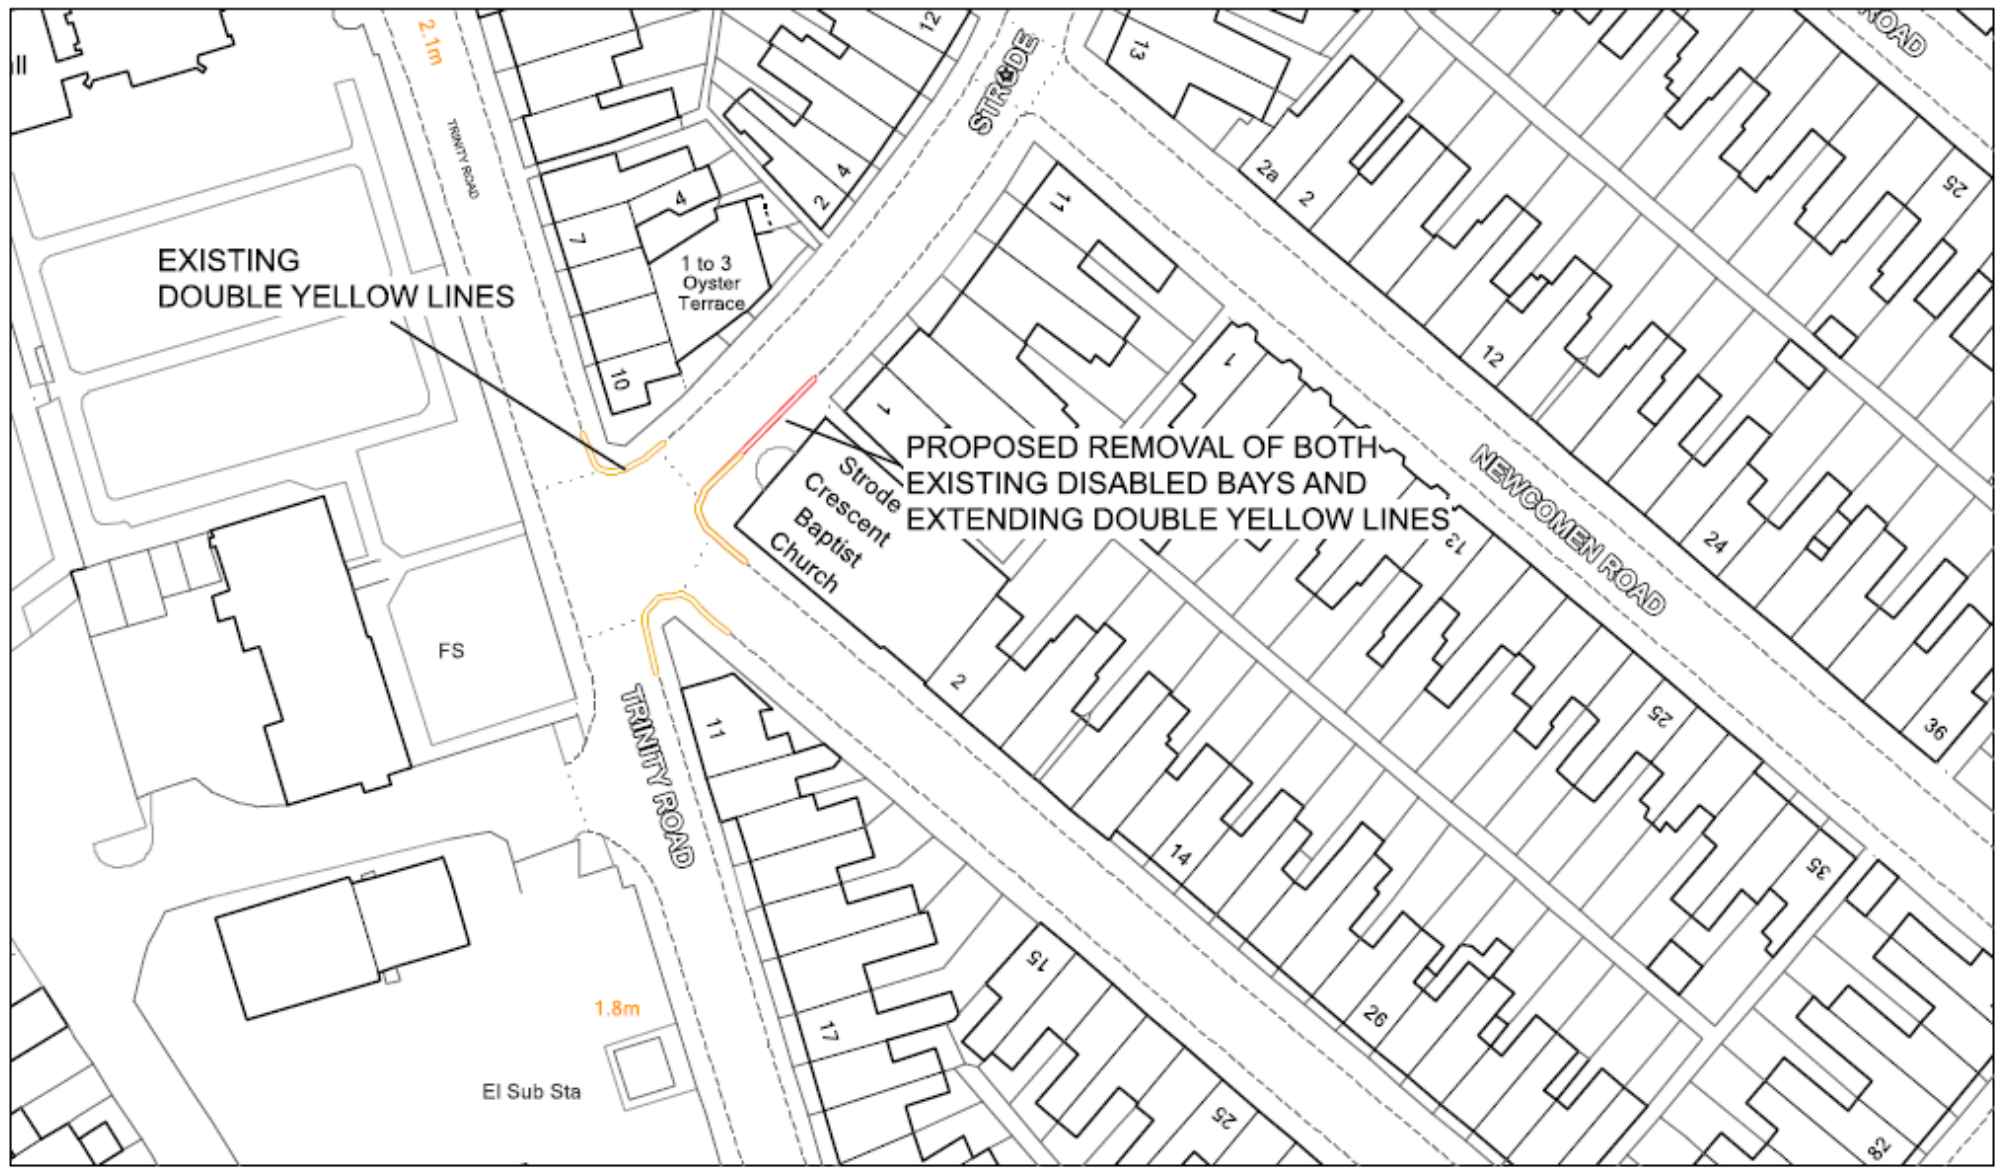 ll
2.1m
12
13
ROAD
STRODE
TRINITY ROAD
4
2
4
2a
2
25
11
7
1 to 3
Oyster
Terrace
EXISTING
DOUBLE YELLOW LINES
10
12
1
1
PROPOSED REMOVAL OF BOTH
EXISTING DISABLED BAYS AND
EXTENDING DOUBLE YELLOW LINES
Strode
Crescent
Baptist
Church
NEWCOMEN ROAD
24
13
FS
2
25
36
TRINITY ROAD
11
14
35
15
1.8m
26
17
El Sub Sta
25
28